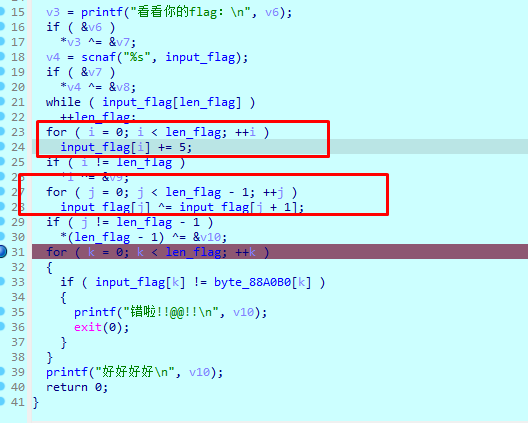 15 v3 = printf("看看你的flag：\n", v6);
16 if ( &v6 )
17 *v3 ^= &v7;
18 v4 = scnaf("%s", input_flag);
19 if ( &v7 )
20 *v4 ^= &v8;
21 while ( input_flag[len_flag] )
22 ++len_flag;
23 for ( i = 0; i < len_flag; ++i )
24 input_flag[i] += 5;
25 if ( i != len_flag )
26 *i ^= &v9;
27 for ( j = 0; j < len_flag - 1; ++j )
28 input_flag[j] ^= input_flag[j + 1];
29 if ( j != len_flag - 1 )
30 *(len_flag - 1) ^= &v10;
31 for ( k = 0; k < len_flag; ++k )
32 {
33 if ( input_flag[k] != byte_88A0B0[k] )
34 {
35 printf("错啦!!@@!!\n", v10);
36 exit(0);
37 }
38 }
39 printf("好好好好\n", v10);
40 return 0;
41 }